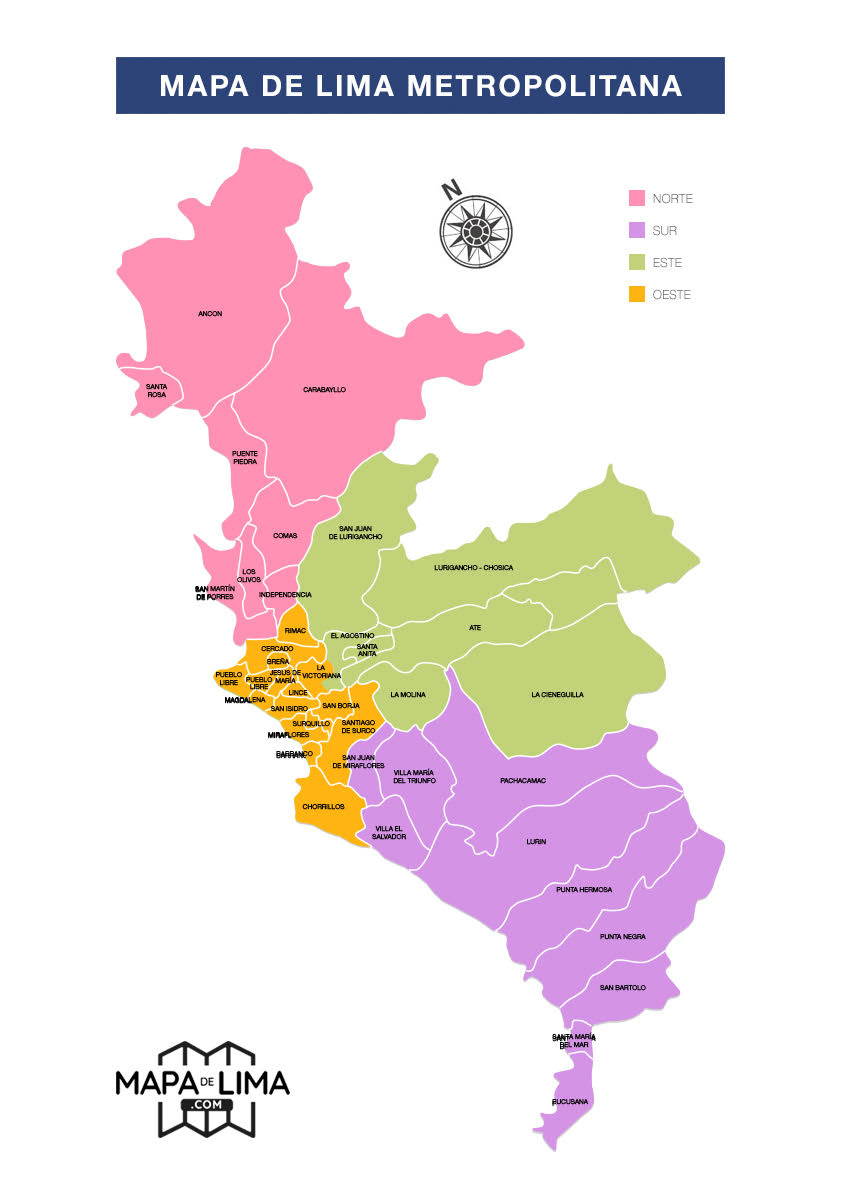 MAPA DE LIMA METROPOLITANA
N
NORTE
SUR
ESTE
OESTE
ANCON
SANTA
ROSA
CARABAYLLO
PUENTE
PIEDRA
COMAS
SAN JUAN
DE LURIGANCHO
LOS
OLIVOS
LURIGANCHO - CHOSICA
SAN MARTÍN
DE PORRES
INDEPENDENCIA
RIMAC
EL AGOSTINO
ATE
CERCADO
SANTA
ANITA
BREÑA
PUEBLO
LIBRE
PUEBLO
LIBRE
JESUS DE
MARÍA
LA
VICTORIANA
LINCE
LA MOLINA
LA CIENEGUILLA
MAGDALENA
SAN ISIDRO
SAN BORJA
SURQUILLO
SANTIAGO
DE SURCO
MIRAFLORES
BARRANCO
SAN JUAN
DE MIRAFLORES
VILLA MARÍA
DEL TRIUNFO
PACHACAMAC
CHORRILLOS
VILLA EL
SALVADOR
LURIN
PUNTA HERMOSA
PUNTA NEGRA
SAN BARTOLO
SANTA MARÍA
DEL MAR
PUCUSANA
MAPA DE LIMA
.COM